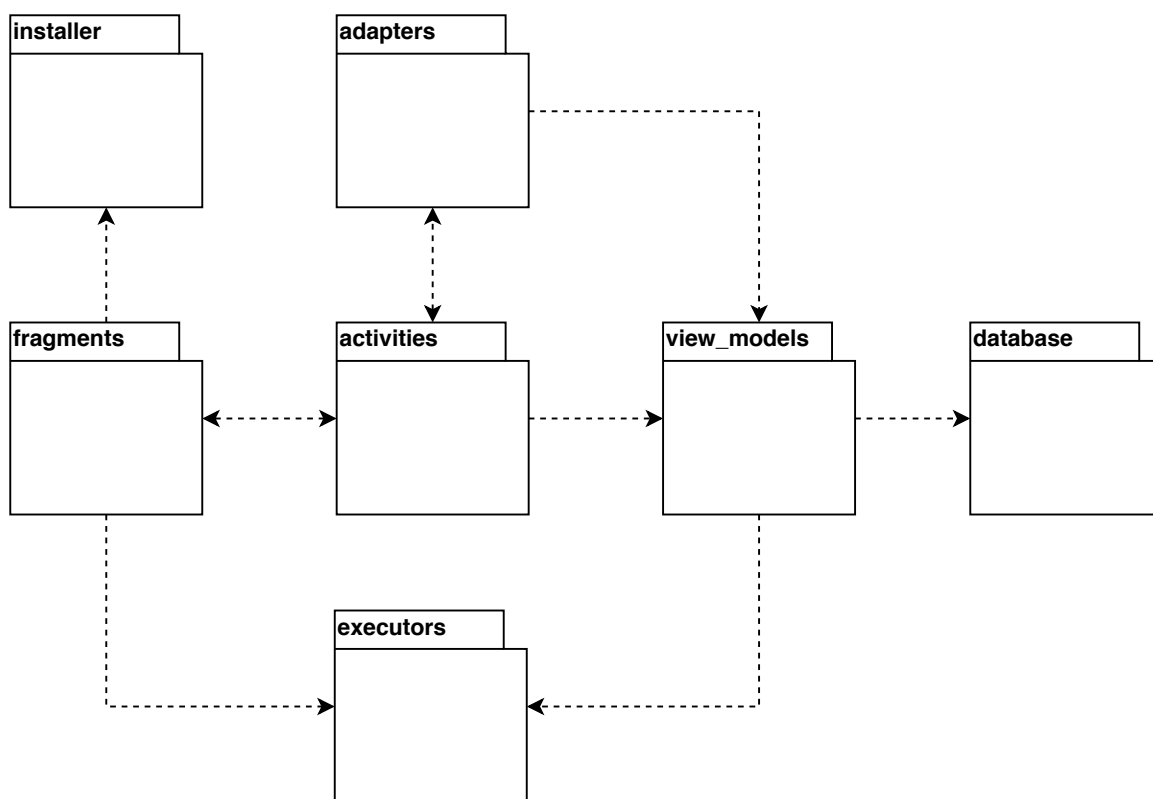 installer
adapters
fragments
activities
view_models
database
executors